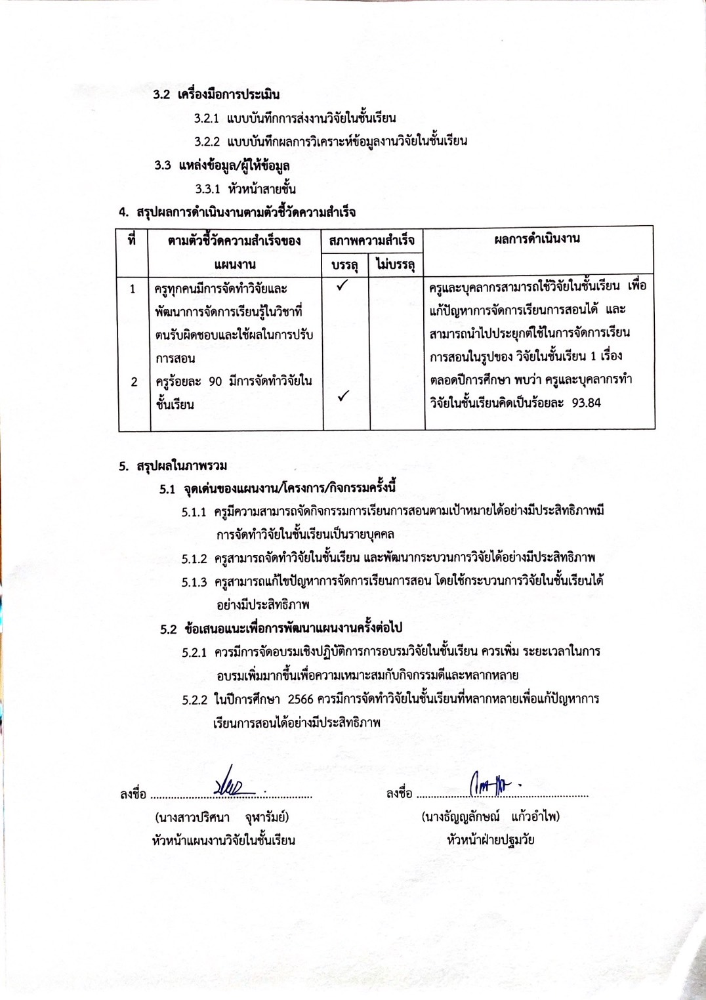 3.2 เครื่องมือการประเมิน
3.2.1 แบบบันทึกการส่งงานวิจัยในชั้นเรียน
3.2.2 แบบบันทึกผลการวิเคราะห์ข้อมูลงานวิจัยในชั้นเรียน
3.3 แหล่งข้อมูล/ผู้ให้ข้อมูล
3.3.1 หัวหน้าสายชั้น
4. สรุปผลการดำเนินงานตามตัวชี้วัดความสำเร็จ
ที่ ตามตัวชี้วัดความสำเร็จของ สภาพความสำเร็จ ผลการดำเนินงาน
แผนงาน บรรลุ ไม่บรรลุ
1 ครูทุกคนมีการจัดทำวิจัยและ ✓ ครูและบุคลากรสามารถใช้วิจัยในชั้นเรียน เพื่อ
พัฒนาการจัดการเรียนรู้ในวิชาที่ แก้ปัญหาการจัดการเรียนการสอนได้ และ
ตนรับผิดชอบและใช้ผลในการปรับ สามารถนำไปประยุกต์ใช้ในการจัดการเรียน
การสอน การสอนในรูปของ วิจัยในชั้นเรียน 1 เรื่อง
2 ครูร้อยละ 90 มีการจัดทำวิจัยใน ตลอดปีการศึกษา พบว่า ครูและบุคลากรทำ
ชั้นเรียน ✓ วิจัยในชั้นเรียนคิดเป็นร้อยละ 93.84
5. สรุปผลในภาพรวม
5.1 จุดเด่นของแผนงาน/โครงการ/กิจกรรมครั้งนี้
5.1.1 ครูมีความสามารถจัดกิจกรรมการเรียนการสอนตามเป้าหมายได้อย่างมีประสิทธิภาพมี
การจัดทำวิจัยในชั้นเรียนเป็นรายบุคคล
5.1.2 ครูสามารถจัดทำวิจัยในชั้นเรียน และพัฒนากระบวนการวิจัยได้อย่างมีประสิทธิภาพ
5.1.3 ครูสามารถแก้ไขปัญหาการจัดการเรียนการสอน โดยใช้กระบวนการวิจัยในชั้นเรียนได้
อย่างมีประสิทธิภาพ
5.2 ข้อเสนอแนะเพื่อการพัฒนาแผนงานครั้งต่อไป
5.2.1 ควรมีการจัดอบรมเชิงปฏิบัติการการอบรมวิจัยในชั้นเรียน ควรเพิ่ม ระยะเวลาในการ
อบรมเพิ่มมากขึ้นเพื่อความเหมาะสมกับกิจกรรมดีและหลากหลาย
5.2.2 ในปีการศึกษา 2566 ควรมีการจัดทำวิจัยในชั้นเรียนที่หลากหลายเพื่อแก้ปัญหาการ
เรียนการสอนได้อย่างมีประสิทธิภาพ
ลงชื่อ ........................................ ลงชื่อ ........................................
(นางสาวปริศนา จุฬารัมย์) (นางธัญญลักษณ์ แก้วอำไพ)
หัวหน้าแผนงานวิจัยในชั้นเรียน หัวหน้าฝ่ายปฐมวัย